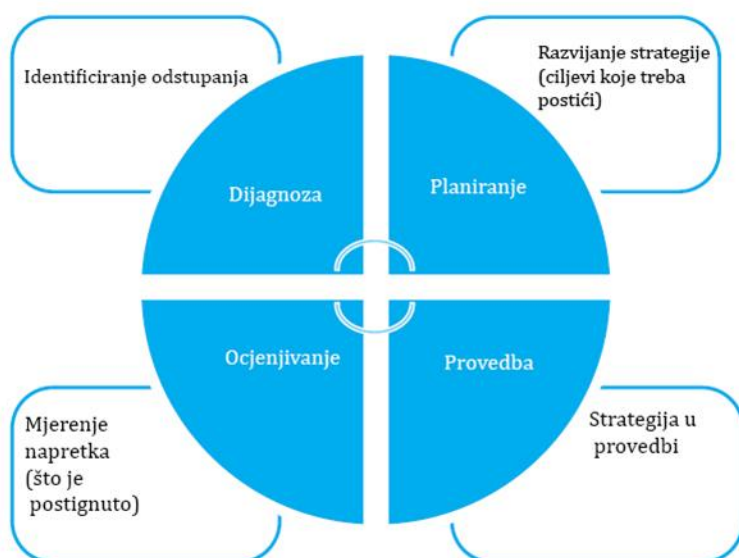 Identificiranje odstupanja
Razvijanje strategije
(ciljevi koje treba
postići)
Dijagnoza
Planiranje
Ocjenjivanje
Provedba
Mjerenje
napretka
(što je
postignuto)
Strategija u
provedbi